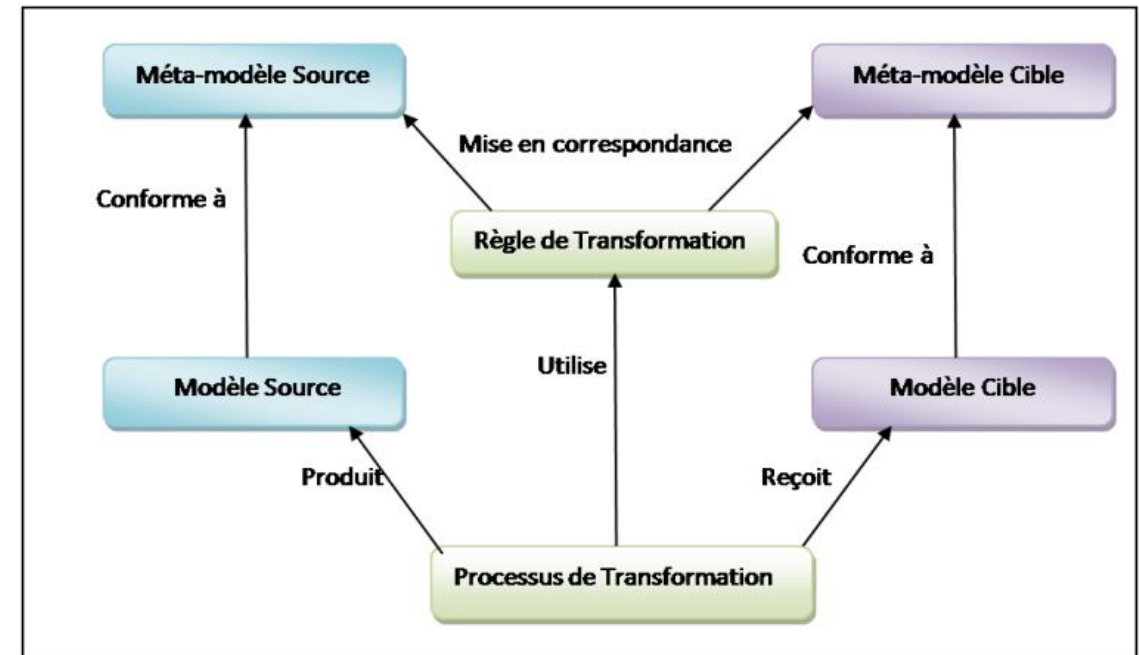 Méta-modèle Source
Méta-modèle Cible
Mise en correspondance
Conforme à
Règle de Transformation
Conforme à
Utilise
Modèle Source
Modèle Cible
Produit
Reçoit
Processus de Transformation